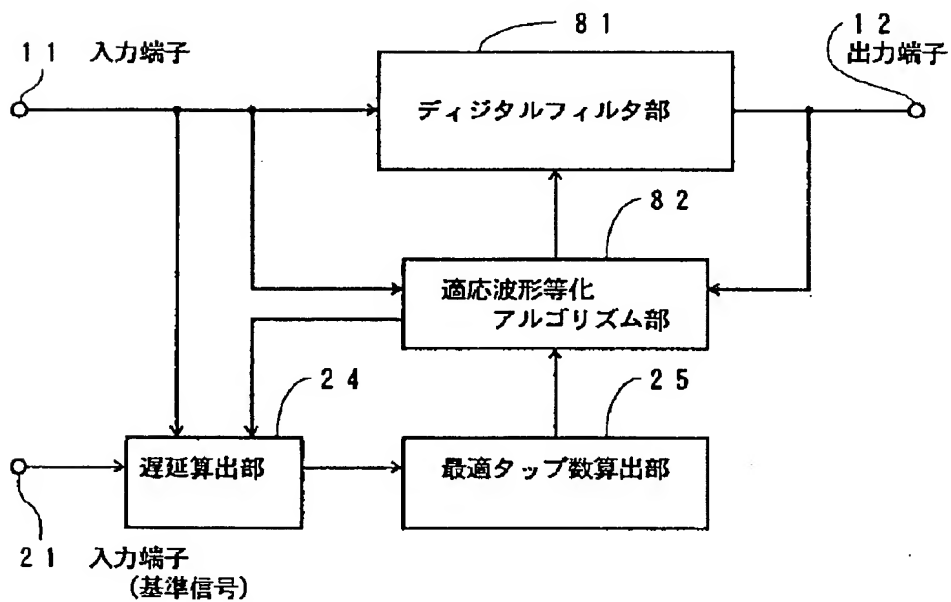 81
12
11 入力端子
出力端子
ディジタルフィルタ部
82
適応波形等化
アルゴリズム部
24
25
遅延算出部
最適タップ数算出部
21 入力端子
(基準信号)